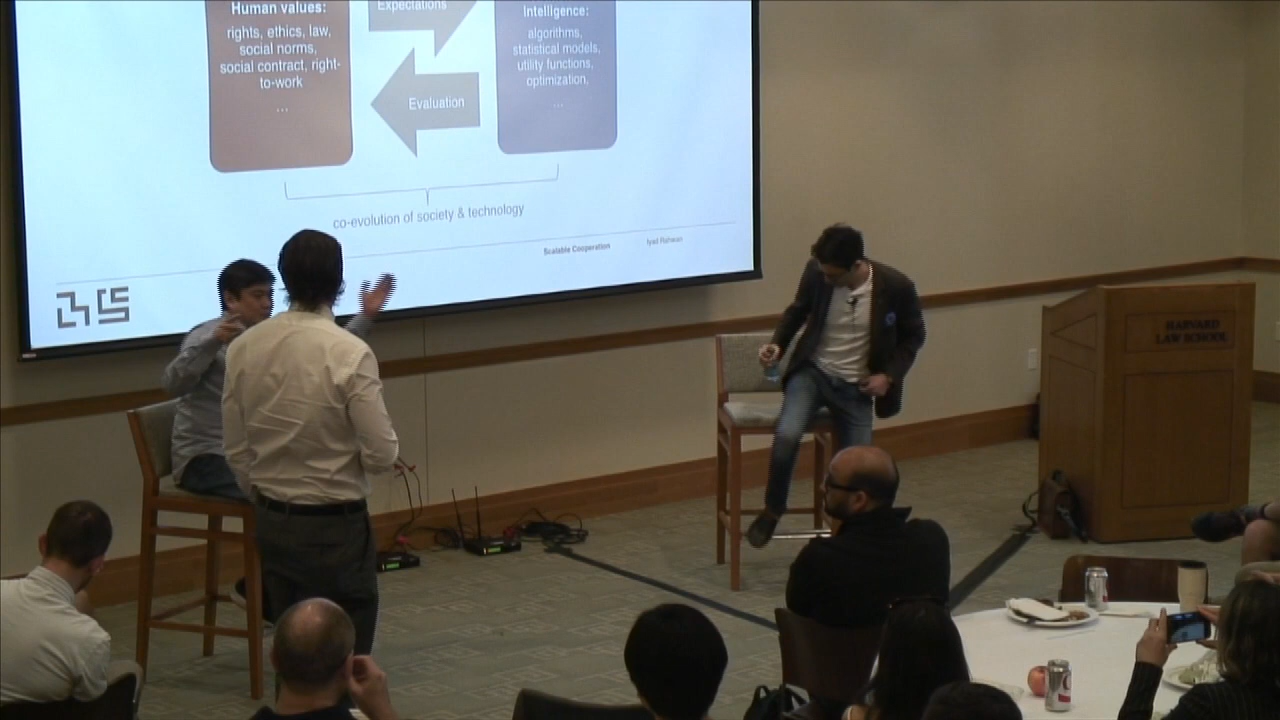 Human values:
rights, ethics, law,
social norms,
social contract, right-
to-work
...
Expectations
Evaluation
Intelligence:
algorithms,
statistical models,
utility functions,
optimization,
...
co-evolution of society & technology
Scalable Cooperation
Iyad Rahwan
HARVARD
LAW SCHOOL